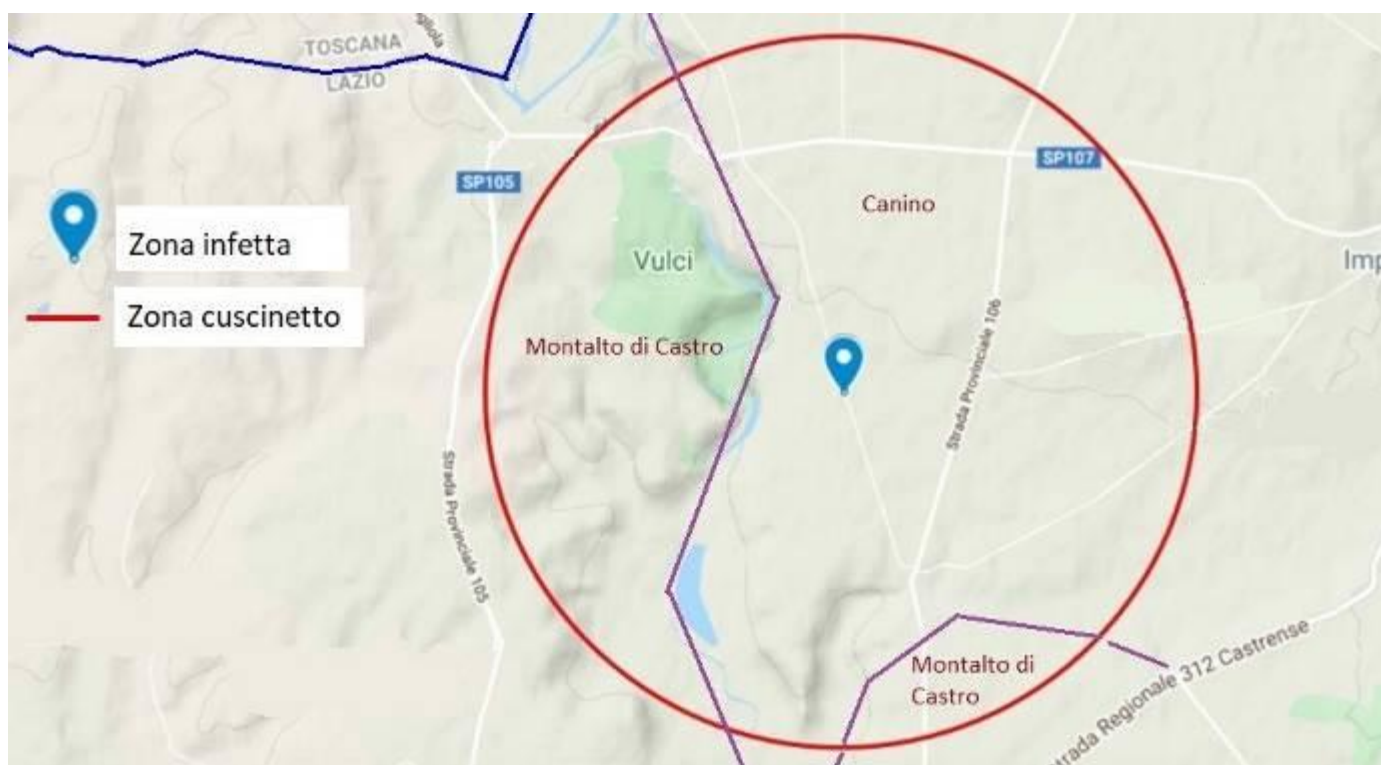 TOSCANA
LAZIO
SP105
SP107
Canino
Zona infetta
Vulci
Imp
Zona cuscinetto
Montalto di Castro
Strada Provinciale 106
Strada Provinciale 105
Montalto di
Castro
Strada Regionale 312 Castrense